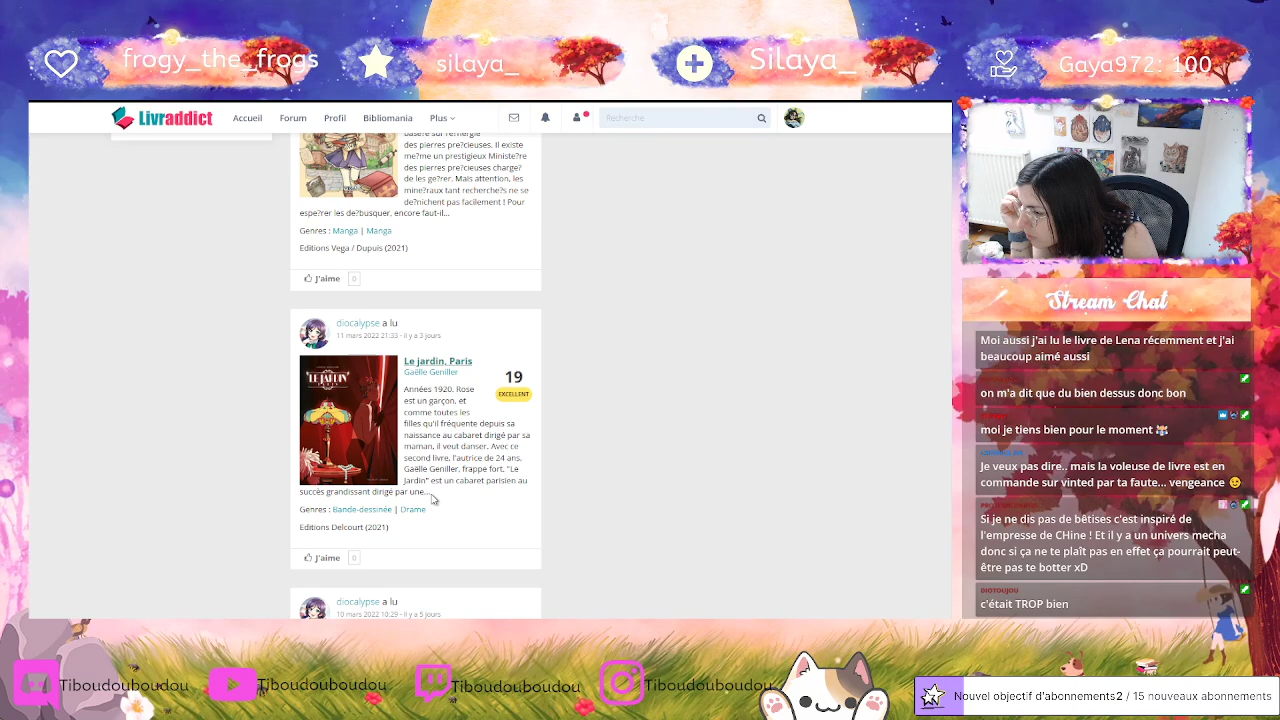 frogy_the_frogs
silaya_
Silaya_
Gaya972: 100
Livraddict
Accueil
Forum
Profil
Bibliomania
Plus
Recherche
basée sur l'énergie
des pierres pre?cieuses. Il existe
me?me un prestigieux Ministe?re
des pierres pre?cieuses charge?
de les ge?rer. Mais attention, les
mine?raux tant recherche?s ne se
de?nichent pas facilement ! Pour
espe?rer les de?busquer, encore faut-il...
Genres : Manga | Manga
Editions Vega / Dupuis (2021)
J'aime 0
diocalypse a lu
11 mars 2022 21:33 - il y a 3 jours
LE JARDIN
PARIS
Le jardin, Paris
Gaëlle Geniller
19
EXCELLENT
Années 1920. Rose
est un garçon, et
comme toutes les
filles qu'il fréquente depuis sa
naissance au cabaret dirigé par sa
maman, il veut danser. Avec ce
second livre, l'autrice de 24 ans,
Gaëlle Geniller, frappe fort. "Le
Jardin" est un cabaret parisien au
succès grandissant dirigé par une...
Genres : Bande-dessinée | Drame
Editions Delcourt (2021)
J'aime 0
diocalypse a lu
10 mars 2022 10:29 - il y a 5 jours
Stream Chat
Moi aussi j'ai lu le livre de Lena récemment et j'ai
beaucoup aimé aussi
on m'a dit que du bien dessus donc bon
moi je tiens bien pour le moment
Je veux pas dire.. mais la voleuse de livre est en
commande sur vinted par ta faute... vengeance
Si je ne dis pas de bêtises c'est inspiré de
l'empresse de CHine ! Et il y a un univers mecha
donc si ça ne te plaît pas en effet ça pourrait peut-
être pas te botter xD
DIOTOUJOU
c'était TROP bien
Tiboudouboudou
Tiboudouboudou
Tiboudouboudou
Tiboudouboudou
Nouvel objectif d'abonnements 2 / 15 nouveaux abonnements